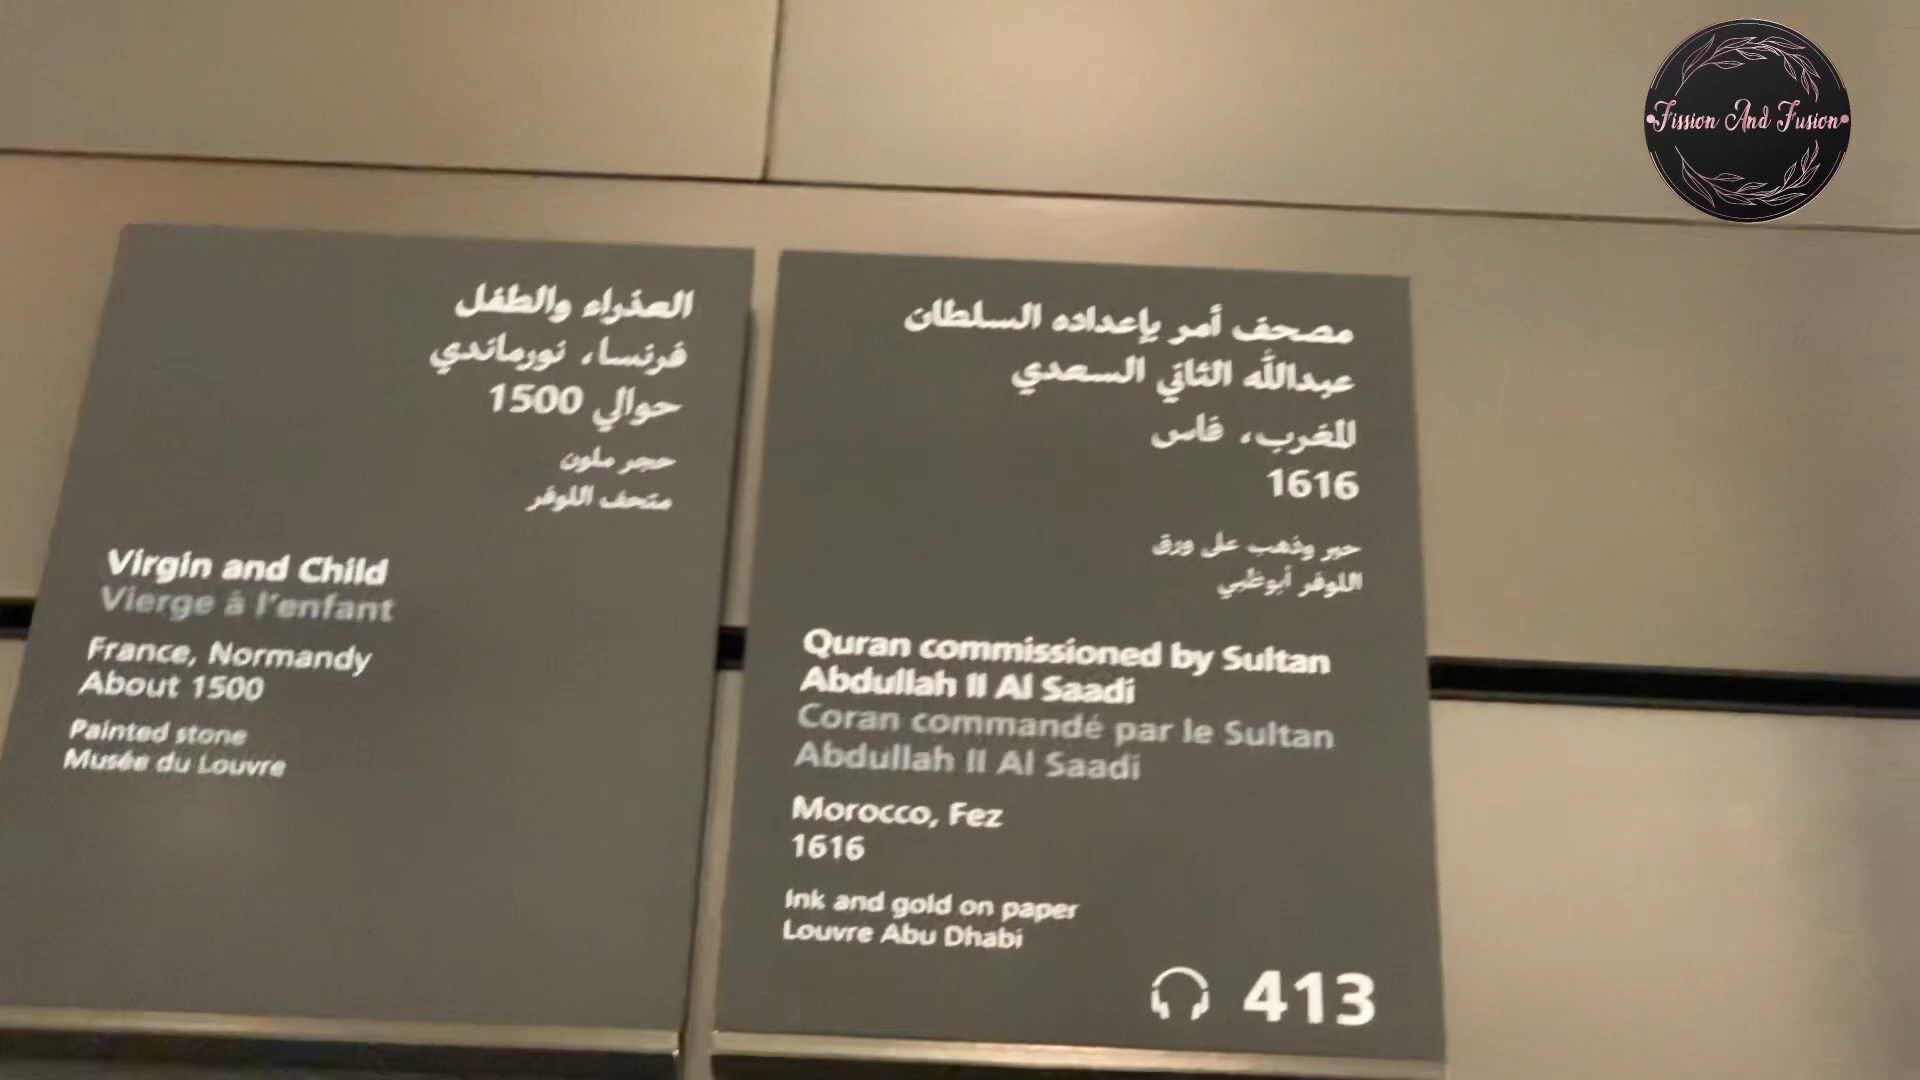 العذراء والطفل
فرنسا، نورماندي
حوالي 1500
حجر ملون
متحف اللوفر
Virgin and Child
Vierge à l'enfant
France, Normandy
About 1500
Painted stone
Musée du Louvre
مصحف أمر بإعداده السلطان
عبدالله الثاني السعدي
المغرب، فاس
1616
حبر وذهب على ورق
اللوفر أبوظبي
Quran commissioned by Sultan
Abdullah II Al Saadi
Coran commandé par le Sultan
Abdullah II Al Saadi
Morocco, Fez
1616
Ink and gold on paper
Louvre Abu Dhabi
413
Fission And Fusion